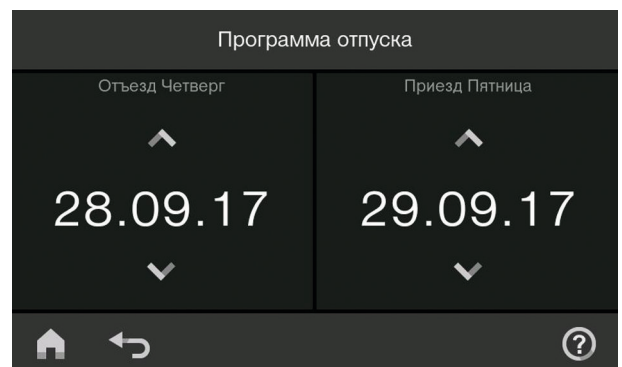 Программа отпуска
Отъезд Четверг
Приезд Пятница
28.09.17
29.09.17
?